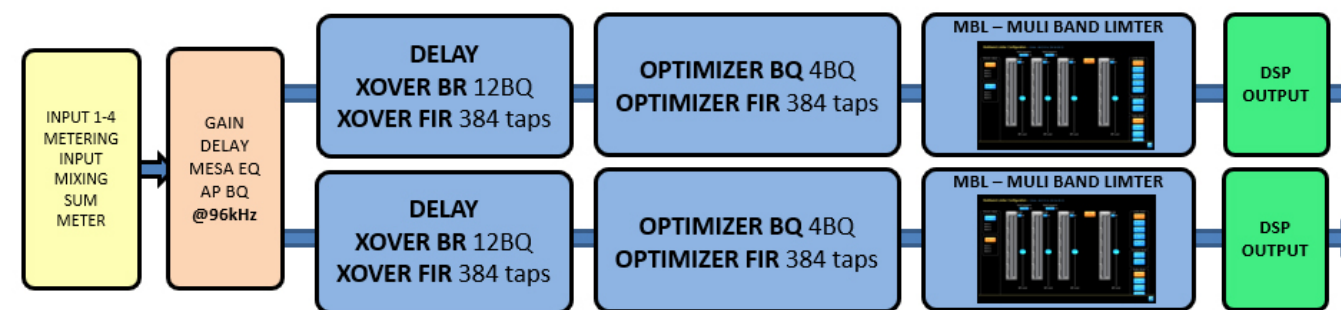 INPUT 1-4
METERING
INPUT
MIXING
SUM
METER
GAIN
DELAY
MESA EQ
AP BQ
@96kHz
DELAY
XOVER BR 12BQ
XOVER FIR 384 taps
OPTIMIZER BQ 4BQ
OPTIMIZER FIR 384 taps
MBL – MULI BAND LIMTER
DSP
OUTPUT
DELAY
XOVER BR 12BQ
XOVER FIR 384 taps
OPTIMIZER BQ 4BQ
OPTIMIZER FIR 384 taps
MBL – MULI BAND LIMTER
DSP
OUTPUT